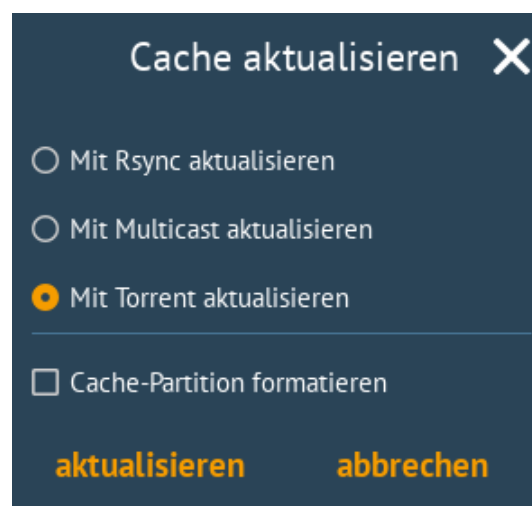 Cache aktualisieren
Mit Rsync aktualisieren
Mit Multicast aktualisieren
Mit Torrent aktualisieren
Cache-Partition formatieren
aktualisieren abbrechen